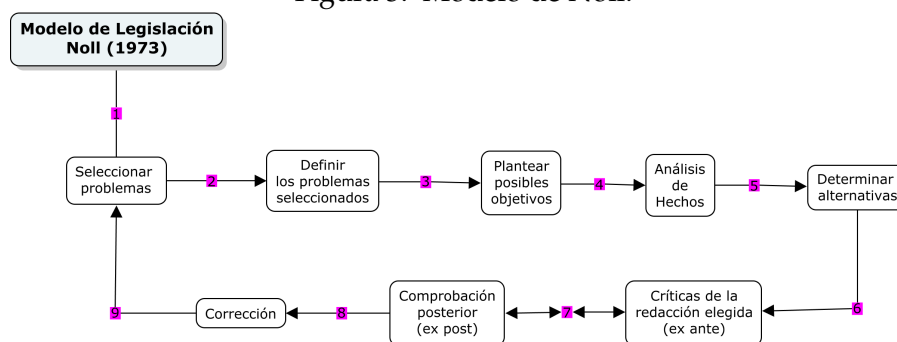 Figura 5. Modelo de Noll.
Modelo de Legislación
Noll (1973)
1
Seleccionar
problemas
2
Definir
los problemas
seleccionados
3
Plantear
posibles
objetivos
4
Análisis
de
Hechos
5
Determinar
alternativas
6
Críticas de la
redacción elegida
(ex ante)
7
Comprobación
posterior
(ex post)
8
Corrección
9